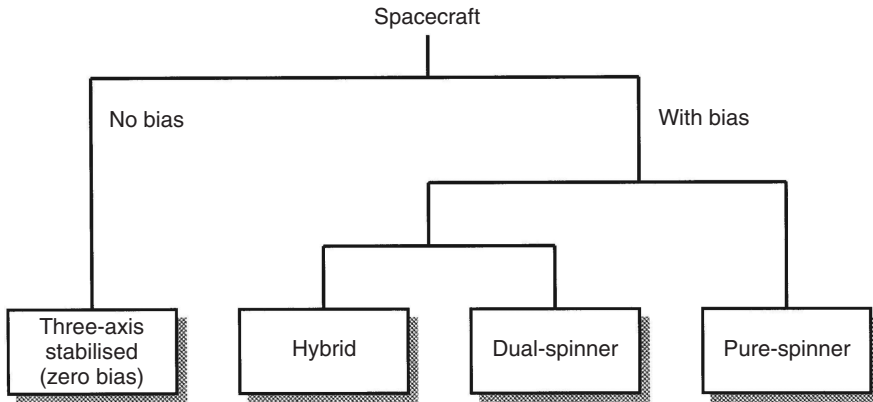 Spacecraft
No bias
With bias
Three-axis
stabilised
(zero bias)
Hybrid
Dual-spinner
Pure-spinner